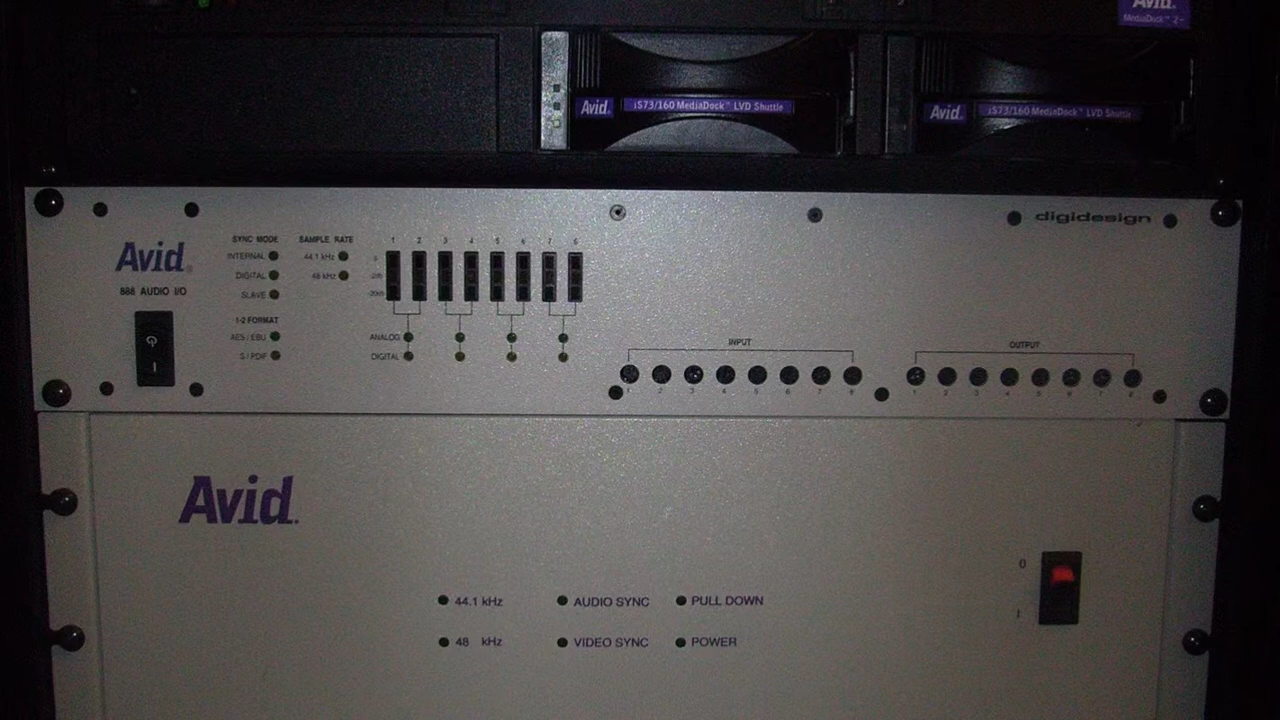 Avid.
MediaDock™ 2
Avid. iS73/160 MediaDock™ LVD Shuttle
Avid. iS73/160 MediaDock™ LVD Shuttle
digidesign
Avid
888 AUDIO I/O
SYNC MODE
INTERNAL
DIGITAL
SLAVE
1-2 FORMAT
AES / EBU
S / PDIF
SAMPLE RATE
44.1 kHz
48 kHz
1 2 3 4 5 6 7 8
ANALOG
DIGITAL
INPUT
1 2 3 4 5 6 7 8
OUTPUT
1 2 3 4 5 6 7 8
Avid.
44.1 kHz
AUDIO SYNC
PULL DOWN
48 kHz
VIDEO SYNC
POWER
0
I